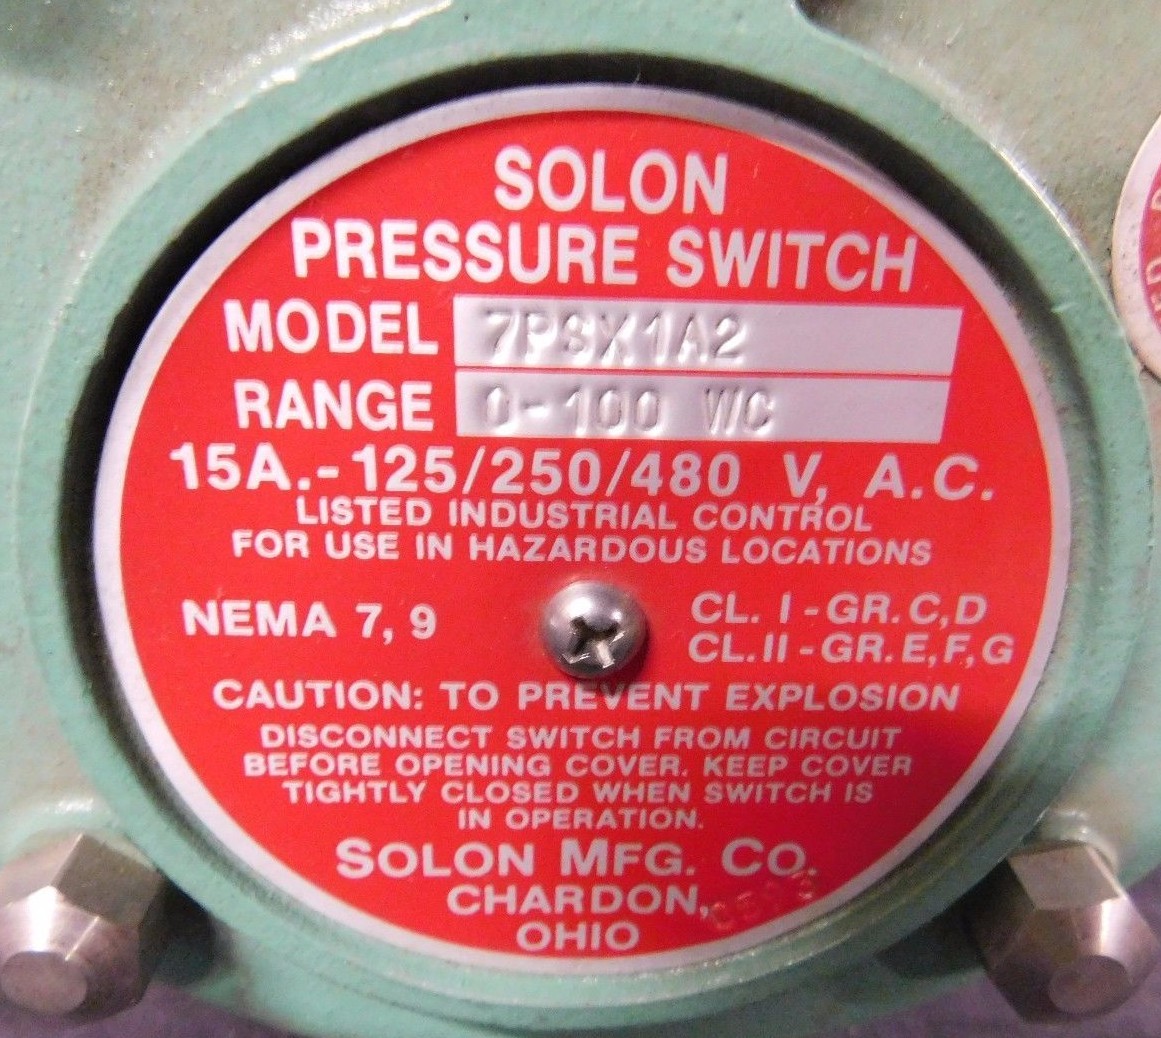 SOLON
PRESSURE SWITCH
MODEL 7PSX1A2
RANGE 0-100 WC
15A.-125/250/480 V, A.C.
LISTED INDUSTRIAL CONTROL
FOR USE IN HAZARDOUS LOCATIONS
NEMA 7, 9
CL. I - GR. C, D
CL. II - GR. E, F, G
CAUTION: TO PREVENT EXPLOSION
DISCONNECT SWITCH FROM CIRCUIT
BEFORE OPENING COVER. KEEP COVER
TIGHTLY CLOSED WHEN SWITCH IS
IN OPERATION.
SOLON MFG. CO.
CHARDON,
OHIO